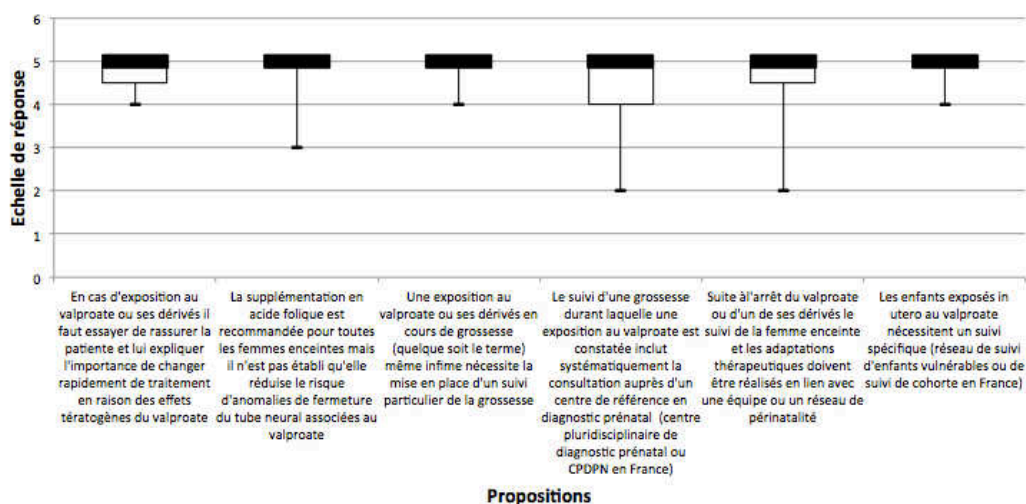 6
5
4
3
2
1
0
Echelle de réponse
En cas d'exposition au
valproate ou ses dérivés il
faut essayer de rassurer la
patiente et lui expliquer
l'importance de changer
rapidement de traitement
en raison des effets
tératogènes du valproate
La supplémentation en
acide folique est
recommandée pour toutes
les femmes enceintes mais
il n'est pas établi qu'elle
réduise le risque
d'anomalies de fermeture
du tube neural associées au
valproate
Une exposition au
valproate ou ses dérivés en
cours de grossesse
(quelque soit le terme)
même infime nécessite la
mise en place d'un suivi
particulier de la grossesse
Le suivi d'une grossesse
durant laquelle une
exposition au valproate est
constatée inclut
systématiquement la
consultation auprès d'un
centre de référence en
diagnostic prénatal (centre
pluridisciplinaire de
diagnostic prénatal ou
CPDPN en France)
Suite àl'arrêt du valproate
ou d'un de ses dérivés le
suivi de la femme enceinte
et les adaptations
thérapeutiques doivent
être réalisés en lien avec
une équipe ou un réseau de
périnatalité
Les enfants exposés in
utero au valproate
nécessitent un suivi
spécifique (réseau de suivi
d'enfants vulnérables ou de
suivi de cohorte en France)
Propositions